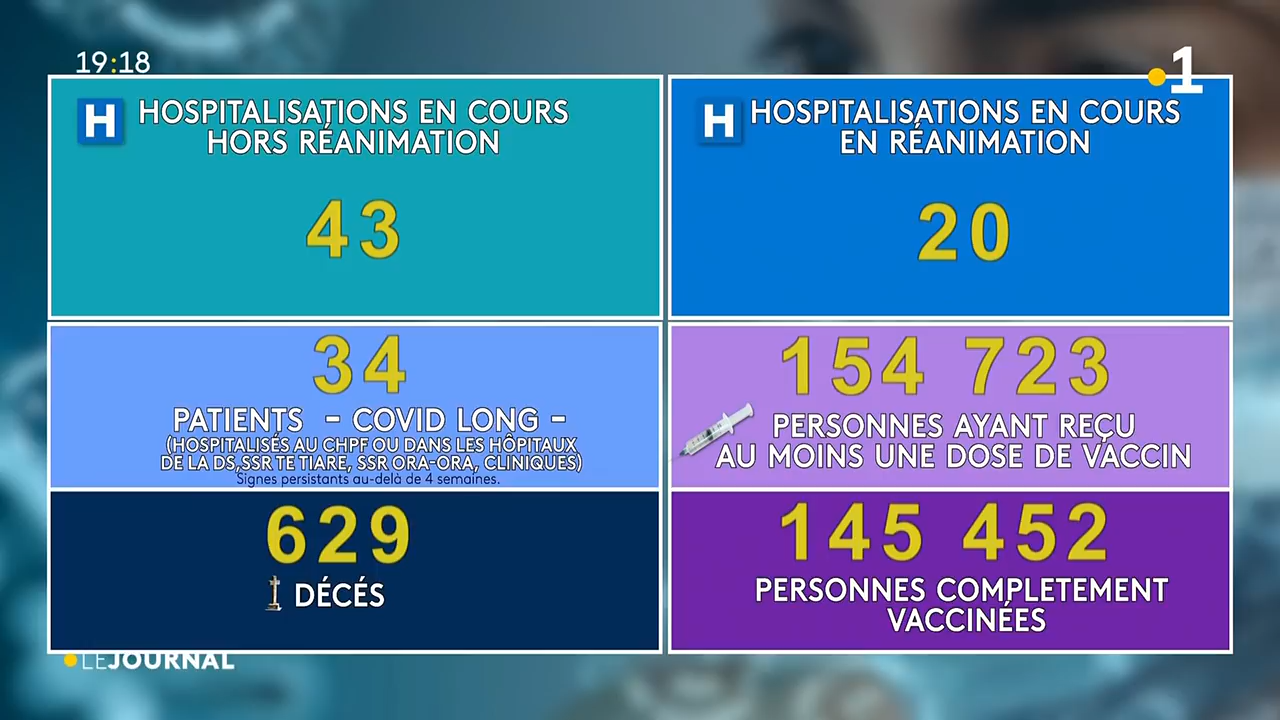 19:18
1
H HOSPITALISATIONS EN COURS
HORS RÉANIMATION
43
H HOSPITALISATIONS EN COURS
EN RÉANIMATION
20
34
PATIENTS - COVID LONG -
(HOSPITALISÉS AU CHPF OU DANS LES HÔPITAUX
DE LA DS,SSR TE TIARE, SSR ORA-ORA, CLINIQUES)
Signes persistants au-delà de 4 semaines.
154 723
PERSONNES AYANT REÇU
AU MOINS UNE DOSE DE VACCIN
629
DÉCÉS
145 452
PERSONNES COMPLETEMENT
VACCINÉES
LEJOURNAL